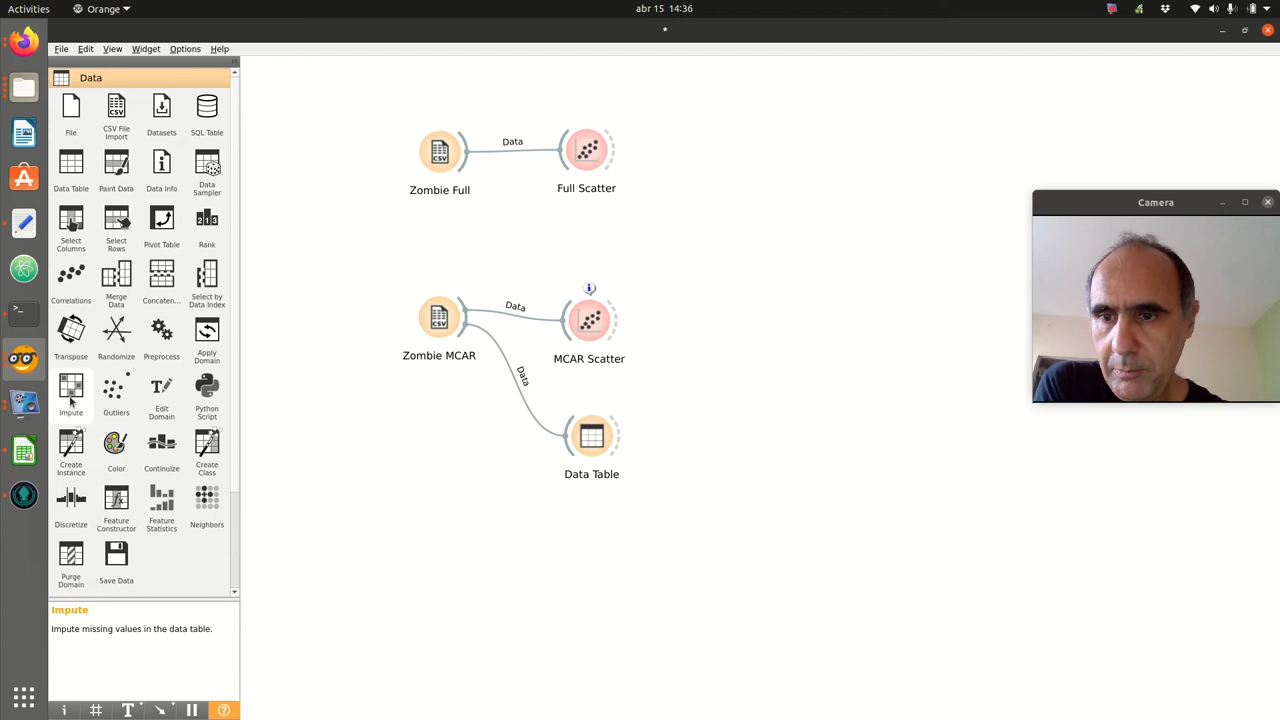 Activities
Orange
abr 15 14:36
*
File Edit View Widget Options Help
Data
File
CSV File
Import
Datasets
SQL Table
Data Table
Paint Data
Data Info
Data
Sampler
Select
Columns
Select
Rows
Pivot Table
Rank
Correlations
Merge
Data
Concaten...
Select by
Data Index
Transpose
Randomize
Preprocess
Apply
Domain
Impute
Outliers
Edit
Domain
Python
Script
Create
Instance
Color
Continuize
Create
Class
Discretize
Feature
Constructor
Feature
Statistics
Neighbors
Purge
Domain
Save Data
Impute
Impute missing values in the data table.
Data
Zombie Full
Full Scatter
Data
Zombie MCAR
MCAR Scatter
Data
Data Table
Camera